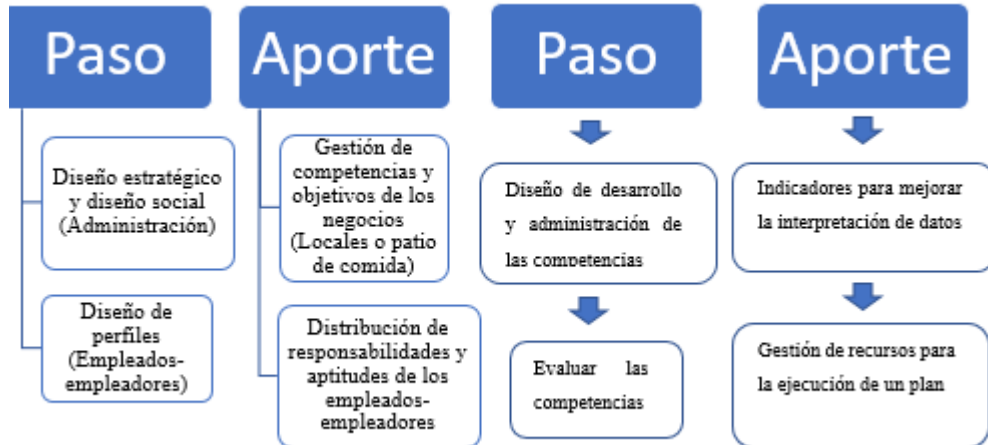 Paso
Diseño estratégico
y diseño social
(Administración)
Diseño de
perfiles
(Empleados-
empleadores)
Aporte
Gestión de
competencias y
objetivos de los
negocios
(Locales o patio
de comida)
Distribución de
responsabilidades y
aptitudes de los
empleados-
empleadores
Paso
Diseño de desarrollo
y administración de
las competencias
Evaluar las
competencias
Aporte
Indicadores para mejorar
la interpretación de datos
Gestión de recursos para
la ejecución de un plan